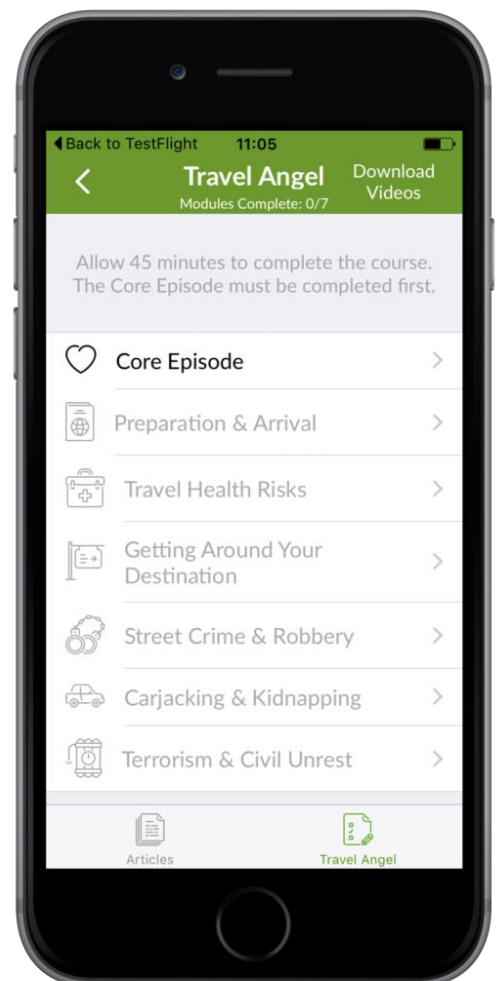 Back to TestFlight 11:05
Travel Angel
Modules Complete: 0/7
Download
Videos
Allow 45 minutes to complete the course.
The Core Episode must be completed first.
Core Episode
Preparation & Arrival
Travel Health Risks
Getting Around Your
Destination
Street Crime & Robbery
Carjacking & Kidnapping
Terrorism & Civil Unrest
Articles
Travel Angel